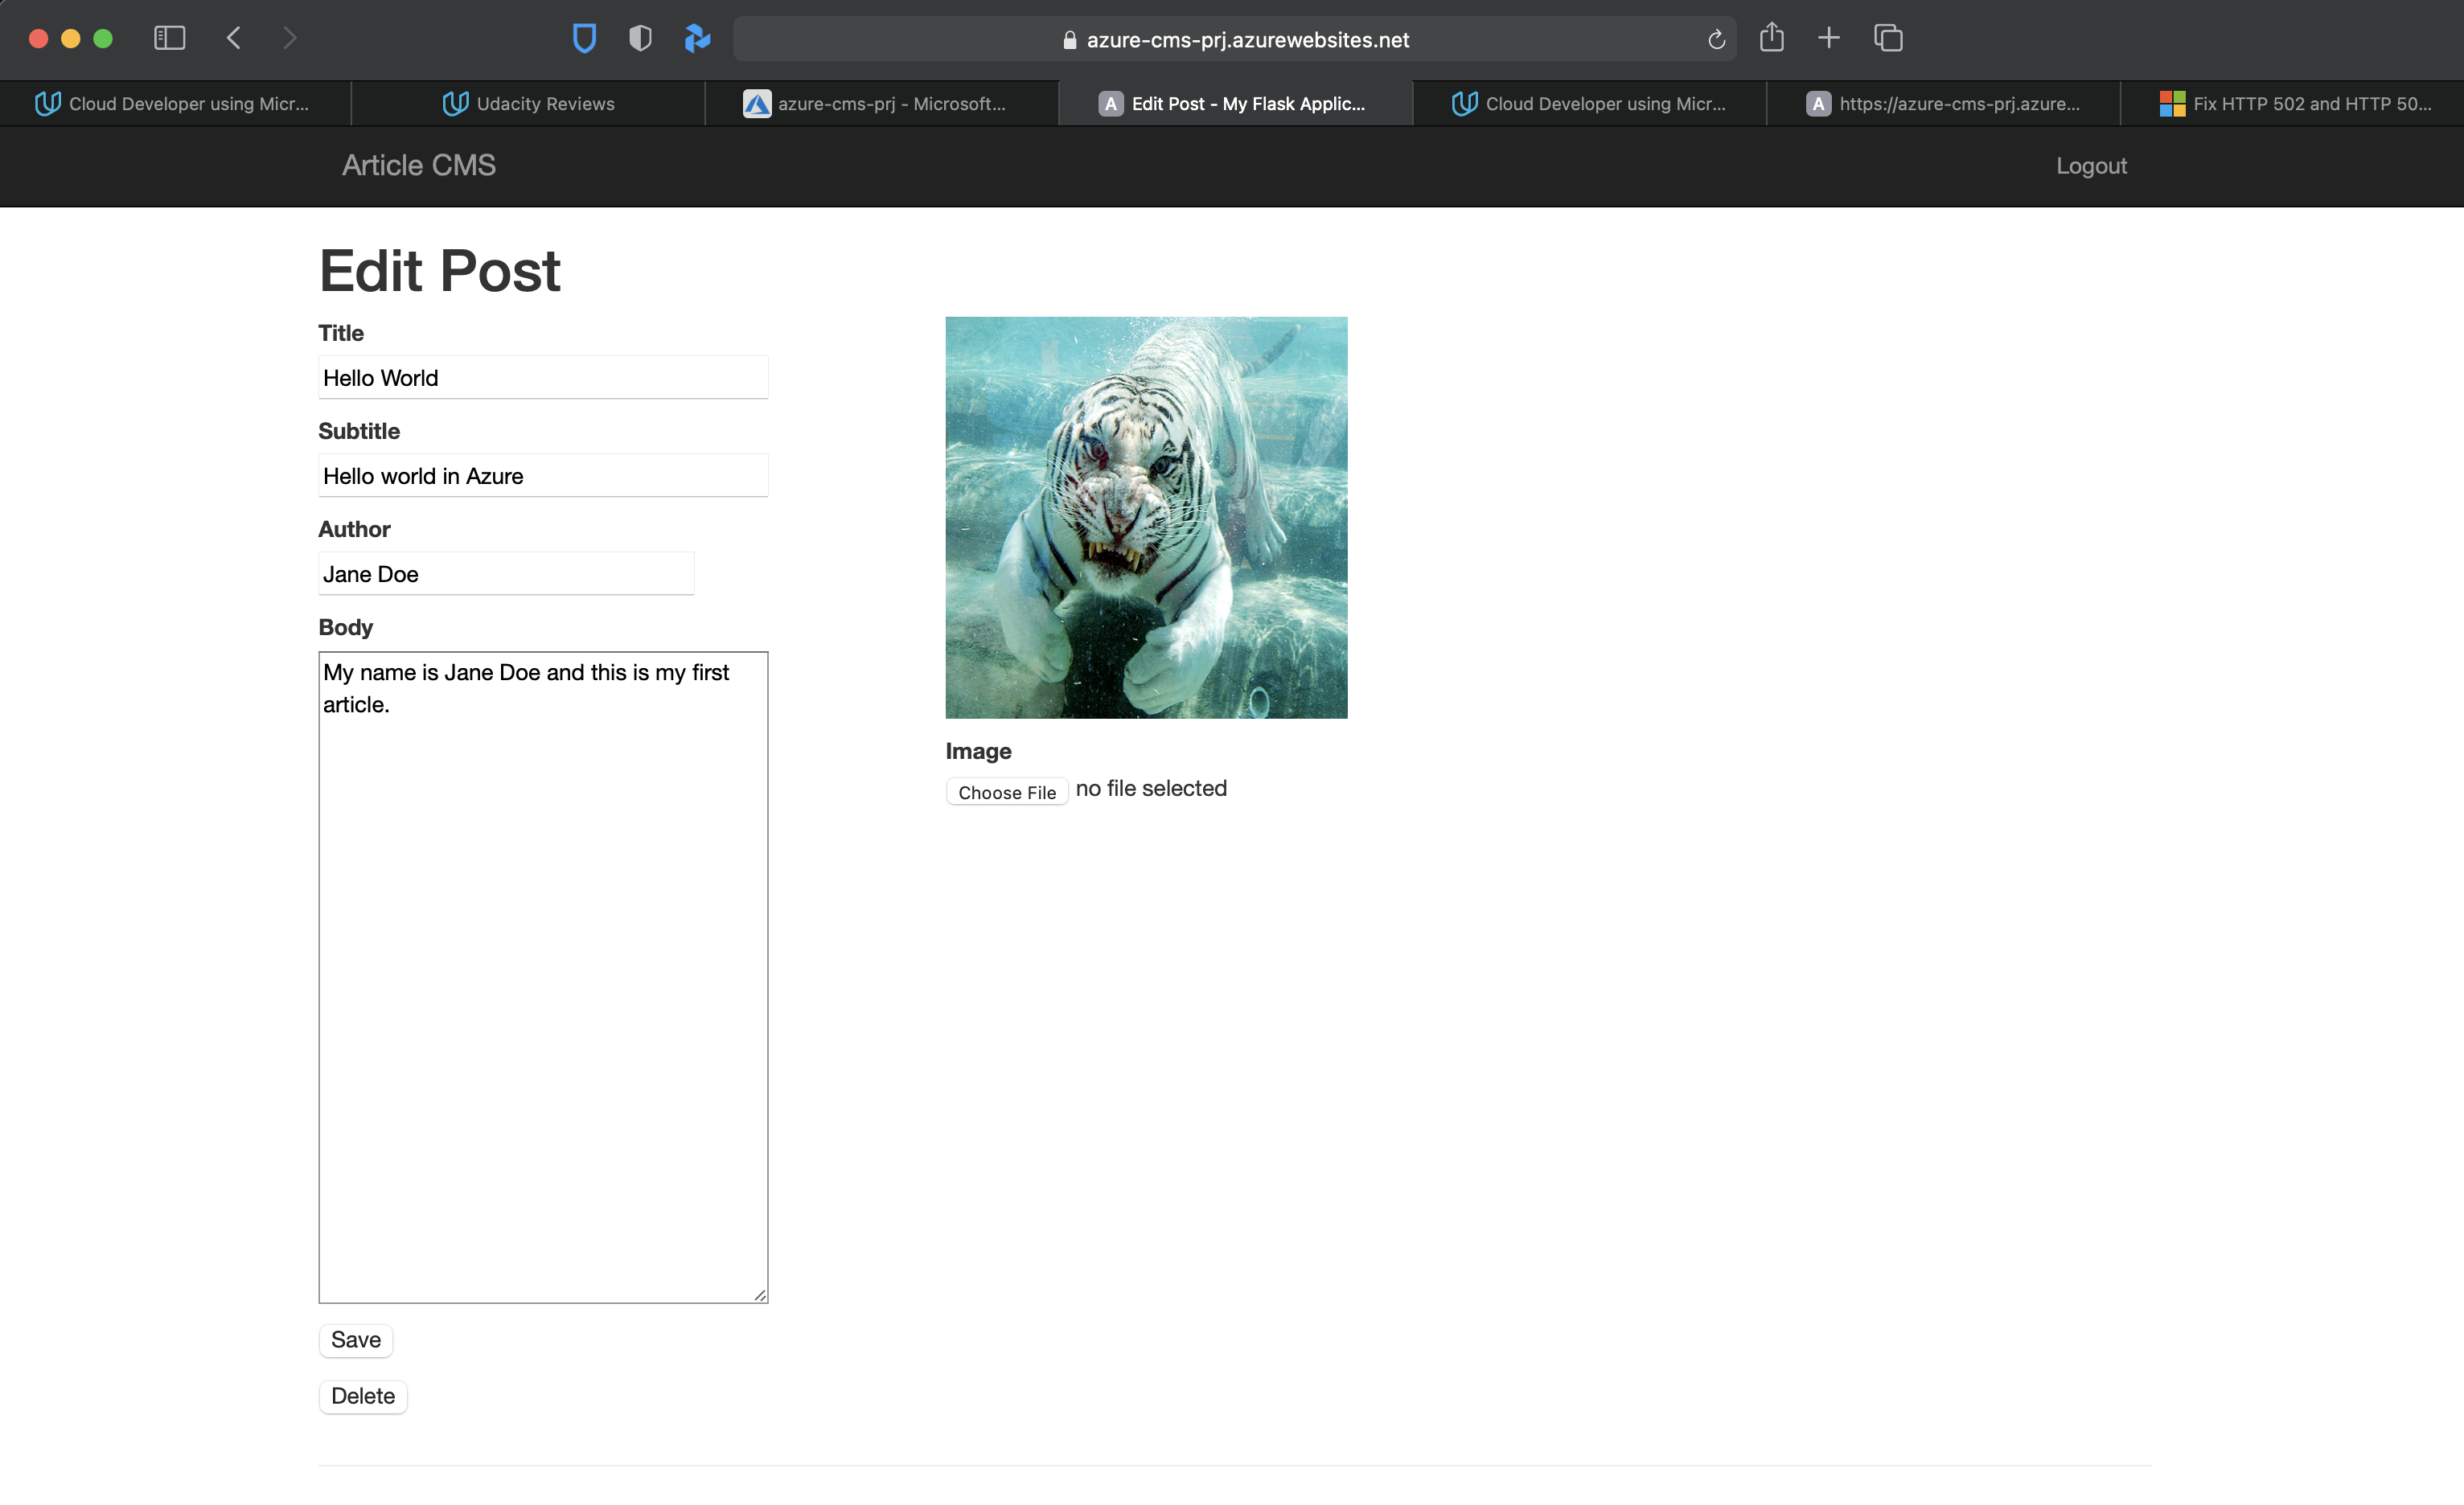 azure-cms-prj.azurewebsites.net
Cloud Developer using Micr...
Udacity Reviews
azure-cms-prj - Microsoft...
A Edit Post - My Flask Applic...
Cloud Developer using Micr...
A https://azure-cms-prj.azure...
Fix HTTP 502 and HTTP 50...
Article CMS
Logout
Edit Post
Title
Hello World
Subtitle
Hello world in Azure
Author
Jane Doe
Body
My name is Jane Doe and this is my first
article.
Image
Choose File no file selected
Save
Delete